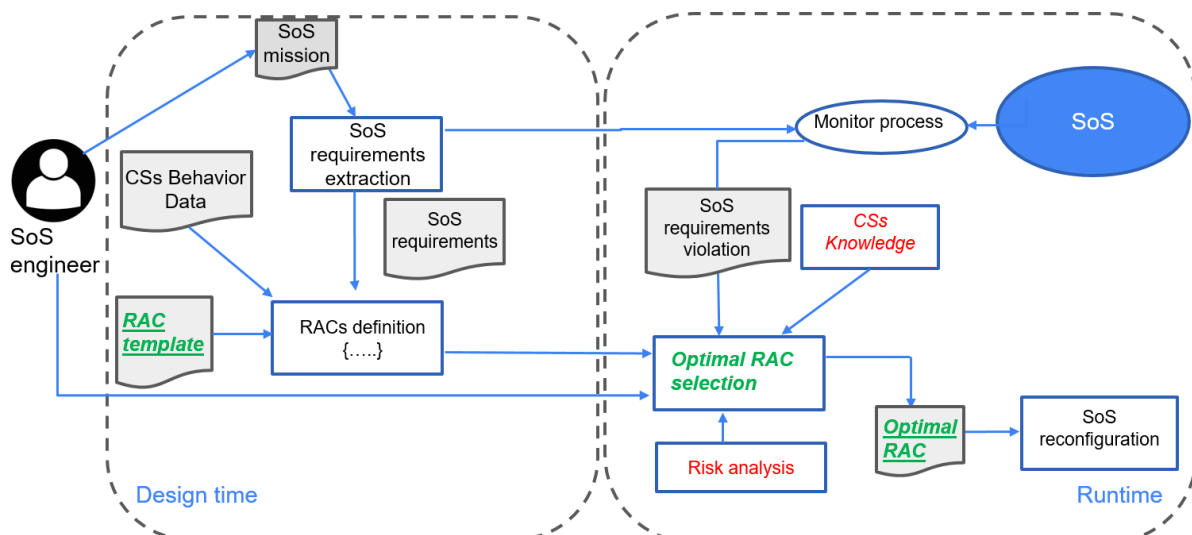 SoS
mission
SoS
requirements
extraction
CSs Behavior
Data
SoS
requirements
SoS
engineer
RAC
template
RACs definition
{.....}
Design time
Monitor process
SoS
SoS
requirements
violation
CSs
Knowledge
Optimal RAC
selection
Risk analysis
Optimal
RAC
SoS
reconfiguration
Runtime